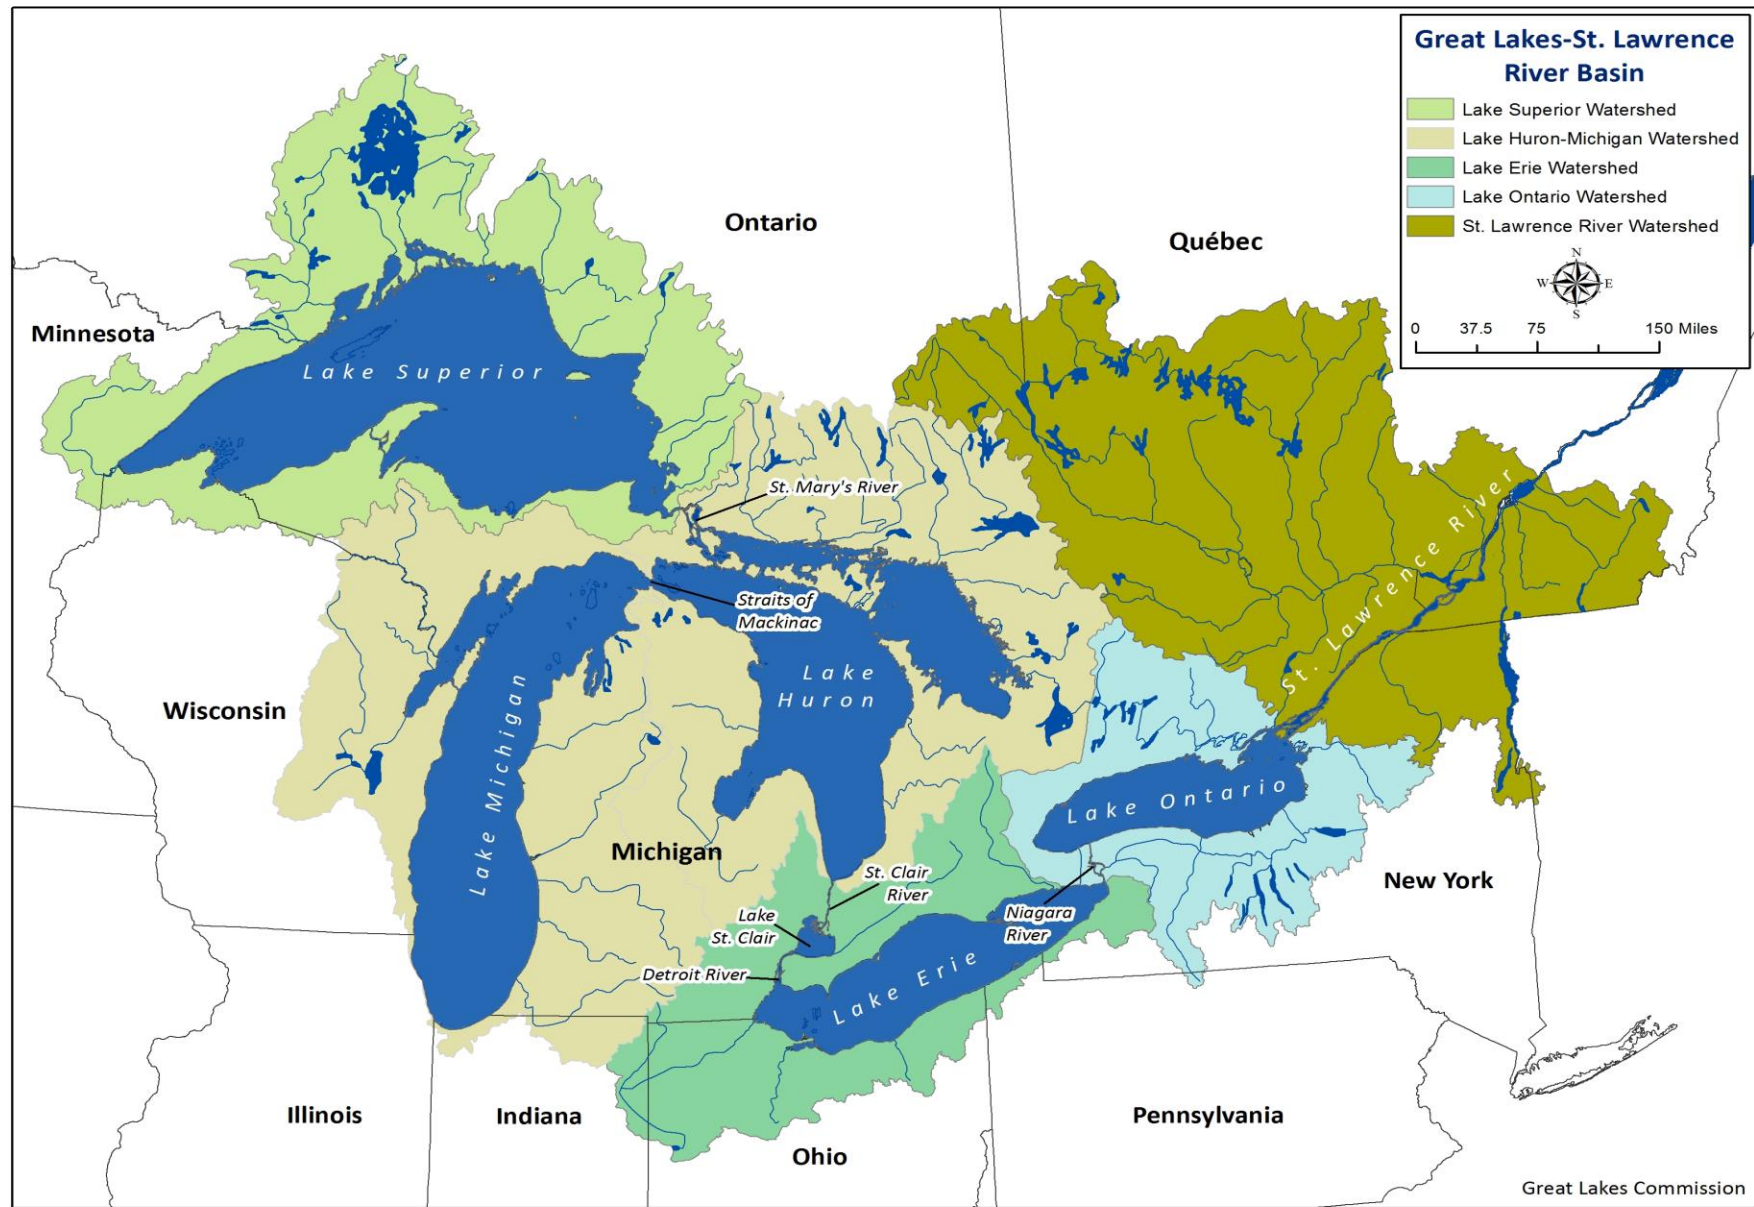 Great Lakes-St. Lawrence
River Basin
Lake Superior Watershed
Lake Huron-Michigan Watershed
Lake Erie Watershed
Lake Ontario Watershed
St. Lawrence River Watershed
N
W E
S
0 37.5 75 150 Miles
Ontario
Québec
Minnesota
Lake Superior
St. Mary's River
St. Lawrence River
Straits of
Mackinac
Lake
Huron
Wisconsin
Lake Michigan
Lake Ontario
Michigan
St. Clair
River
New York
Lake
St. Clair
Niagara
River
Detroit River
Lake Erie
Illinois
Indiana
Pennsylvania
Ohio
Great Lakes Commission